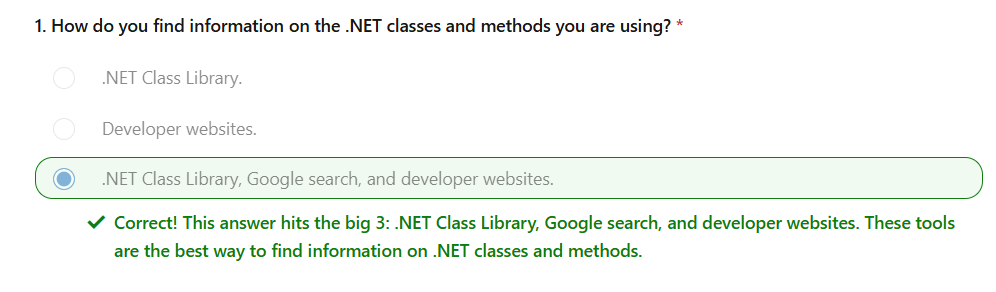 1. How do you find information on the .NET classes and methods you are using? *
.NET Class Library.
Developer websites.
.NET Class Library, Google search, and developer websites.
✔ Correct! This answer hits the big 3: .NET Class Library, Google search, and developer websites. These tools
are the best way to find information on .NET classes and methods.